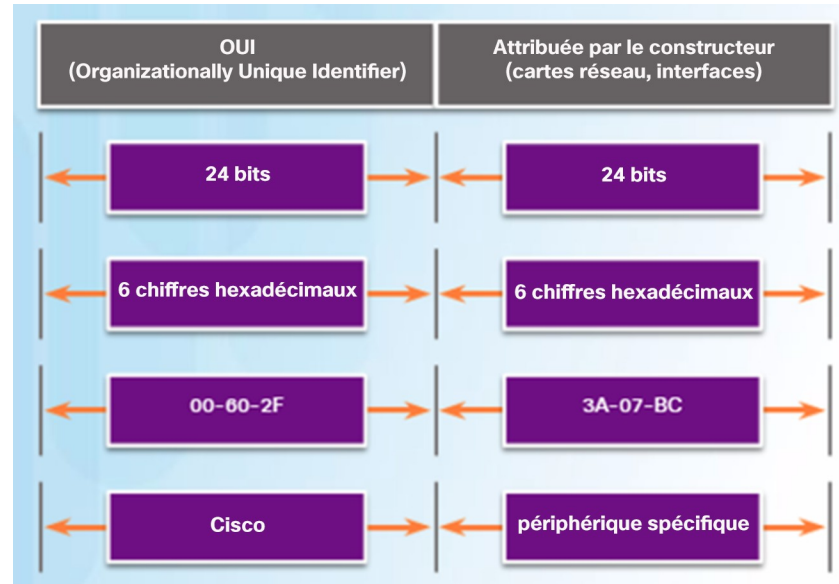 OUI
(Organizationally Unique Identifier)
Attribuée par le constructeur
(cartes réseau, interfaces)
24 bits
24 bits
6 chiffres hexadécimaux
6 chiffres hexadécimaux
00-60-2F
3A-07-BC
Cisco
périphérique spécifique